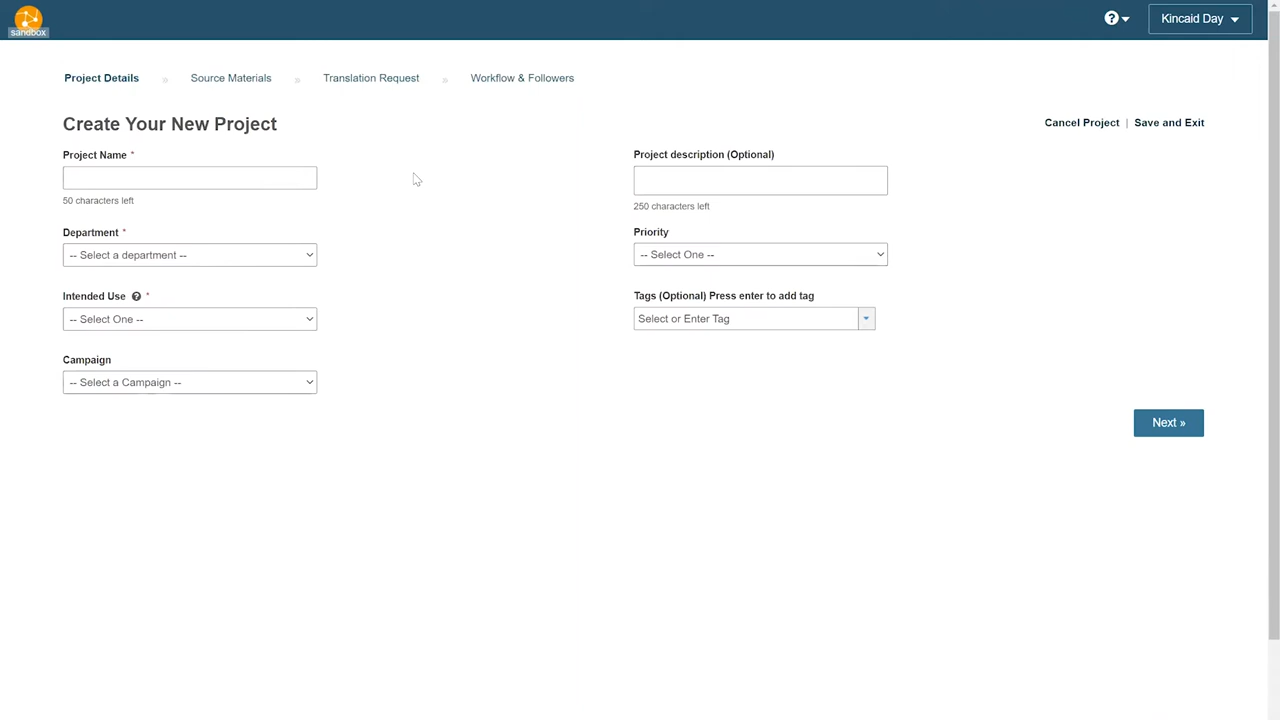 sandbox
Kincaid Day
Project Details » Source Materials » Translation Request » Workflow & Followers
Create Your New Project
Cancel Project | Save and Exit
Project Name *
50 characters left
Project description (Optional)
250 characters left
Department *
-- Select a department --
Priority
-- Select One --
Intended Use ? *
-- Select One --
Tags (Optional) Press enter to add tag
Select or Enter Tag
Campaign
-- Select a Campaign --
Next »